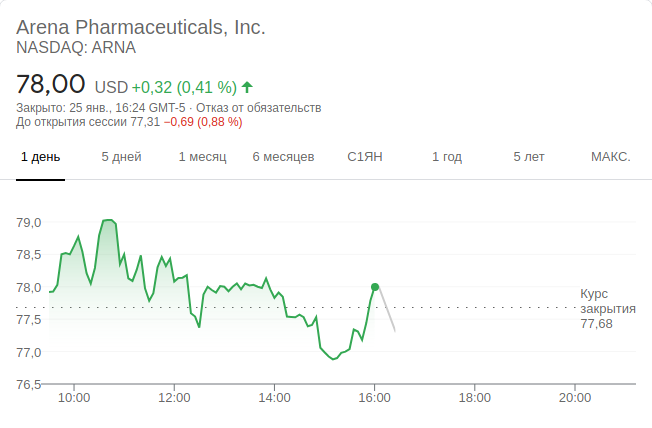 Arena Pharmaceuticals, Inc.
NASDAQ: ARNA
78,00 USD +0,32 (0,41 %)
Закрыто: 25 янв., 16:24 GMT-5 · Отказ от обязательств
До открытия сессии 77,31 −0,69 (0,88 %)
1 день 5 дней 1 месяц 6 месяцев С1ЯН 1 год 5 лет МАКС.
79,0
78,5
78,0
77,5
77,0
76,5
Курс
закрытия
77,68
10:00 12:00 14:00 16:00 18:00 20:00